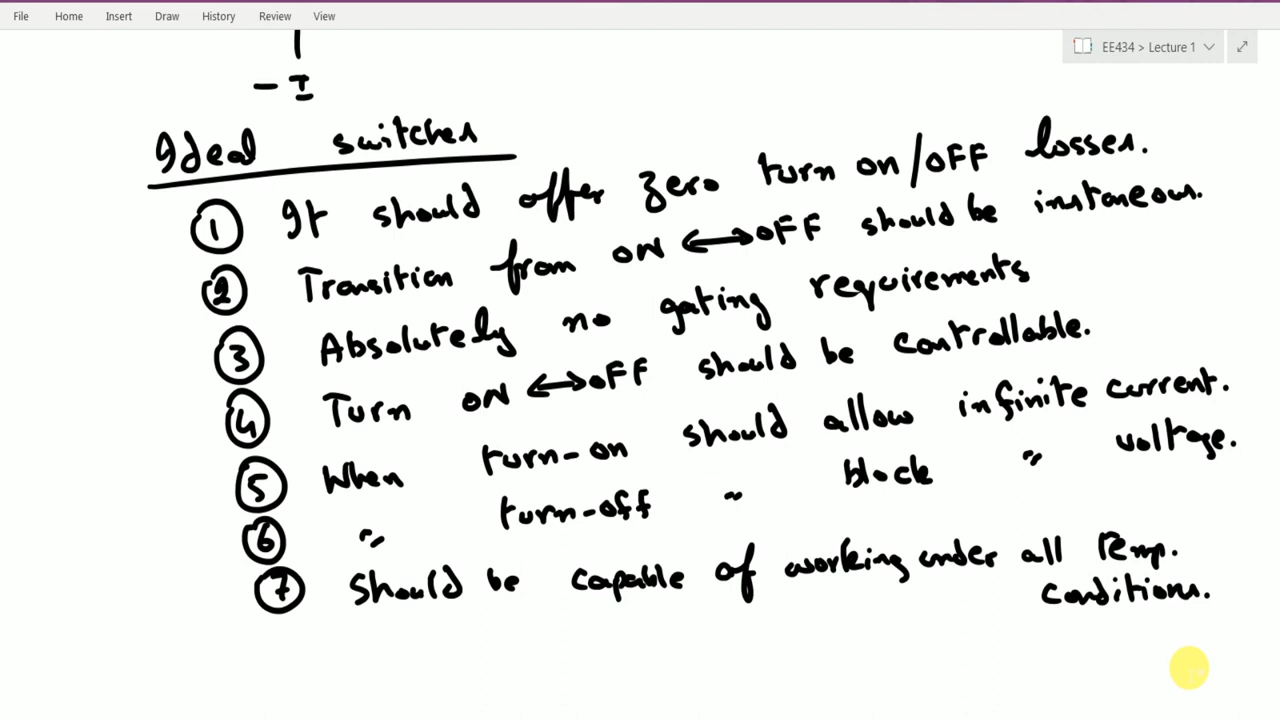 File Home Insert Draw History Review View
EE434 > Lecture 1
- I
Ideal switches
1 It should offer zero turn on/OFF losses.
2 Transition from ON ↔ OFF should be instaneous.
3 Absolutely no gating requirements
4 Turn ON ↔ OFF should be controllable.
5 When turn-on should allow infinite current.
6 " turn-off " block " voltage.
7 Should be capable of working under all Temp.
conditions.